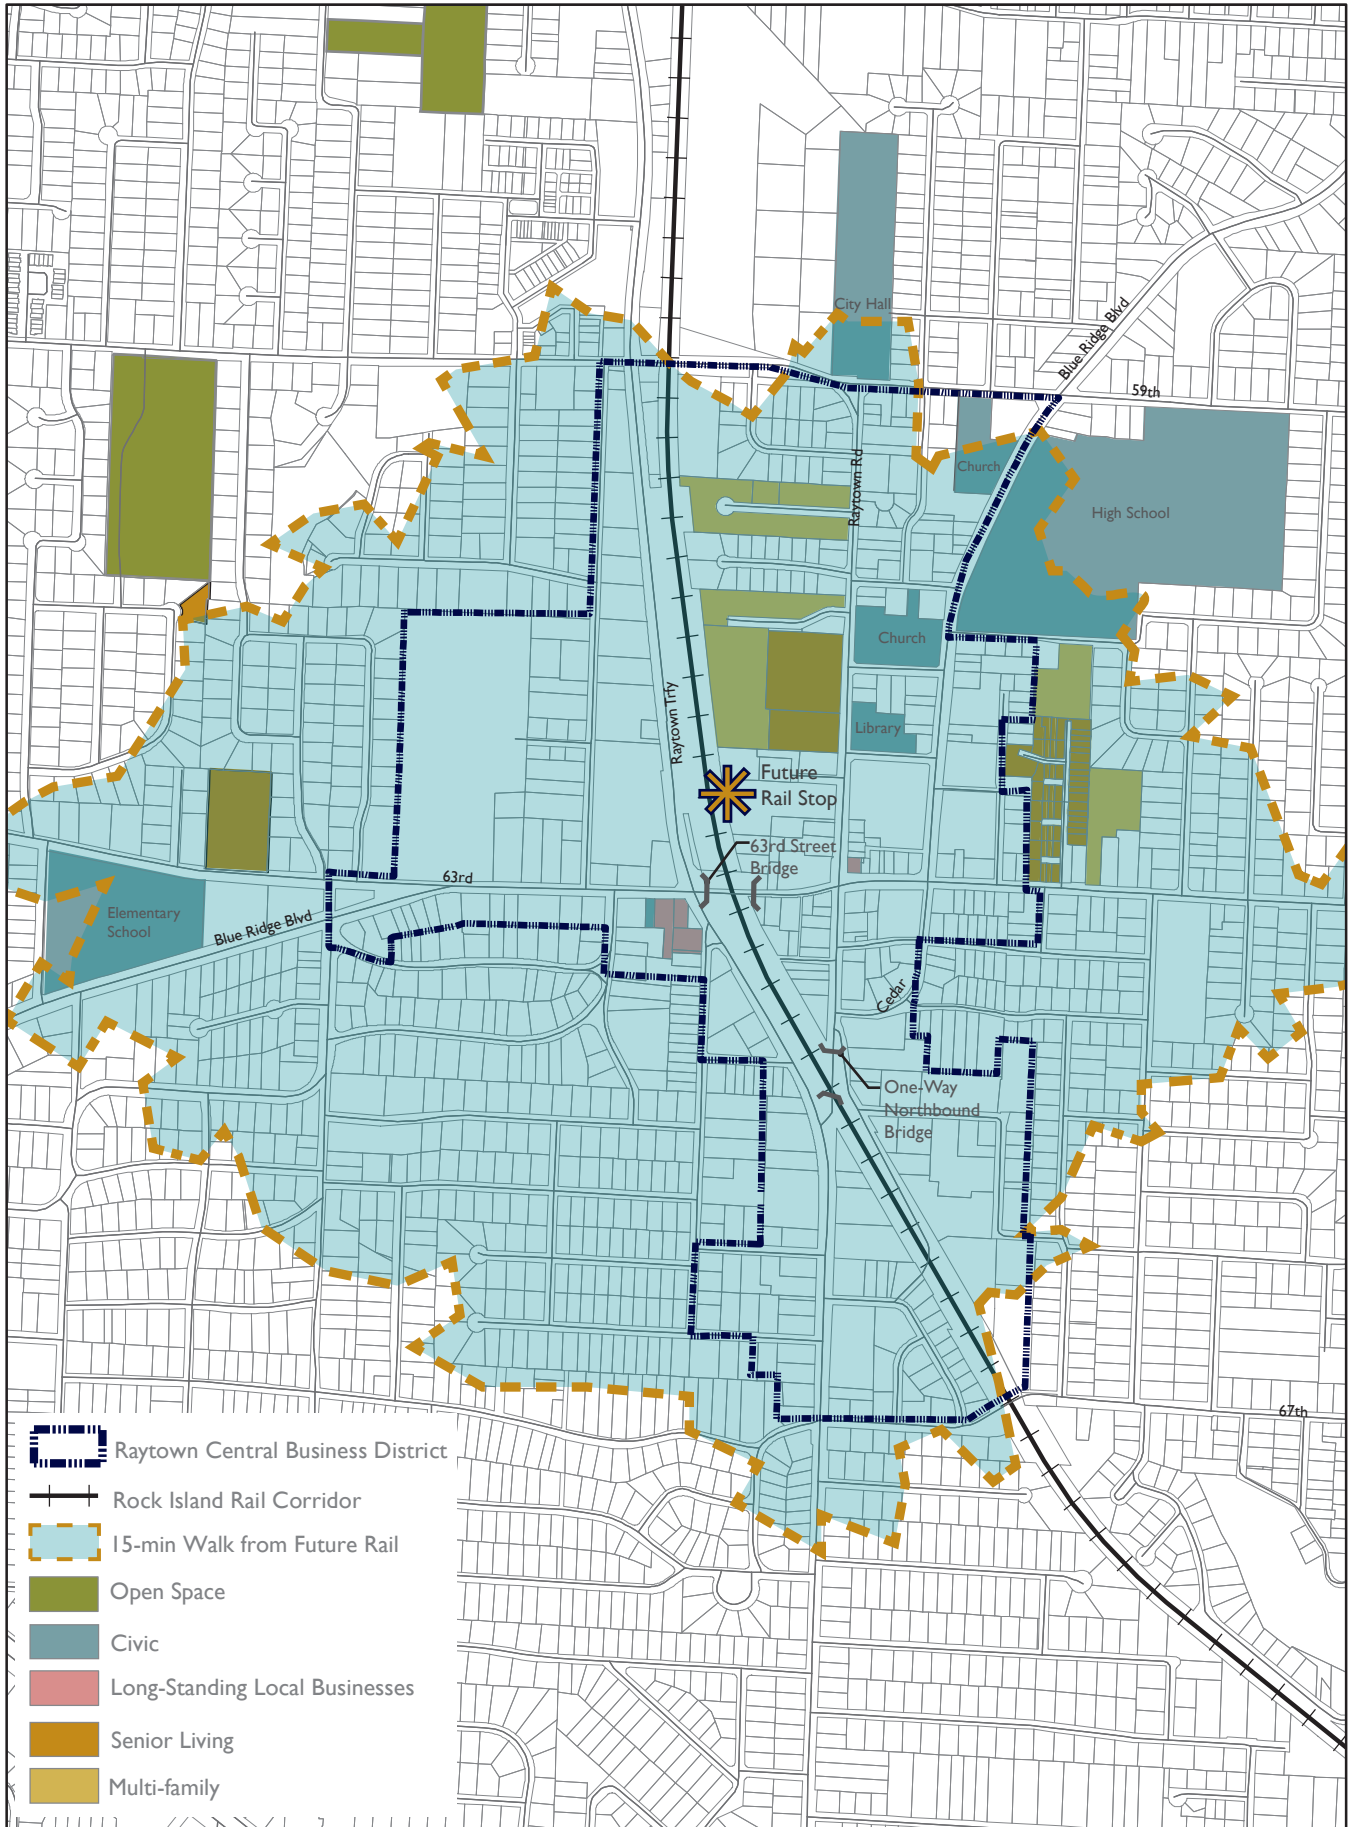 City Hall
Blue Ridge Blvd
59th
Church
Raytown Rd
High School
Church
Raytown Trfy
Library
Future
Rail Stop
63rd Street
Bridge
63rd
Elementary
School
Blue Ridge Blvd
Cedar
One-Way
Northbound
Bridge
67th
Raytown Central Business District
Rock Island Rail Corridor
15-min Walk from Future Rail
Open Space
Civic
Long-Standing Local Businesses
Senior Living
Multi-family